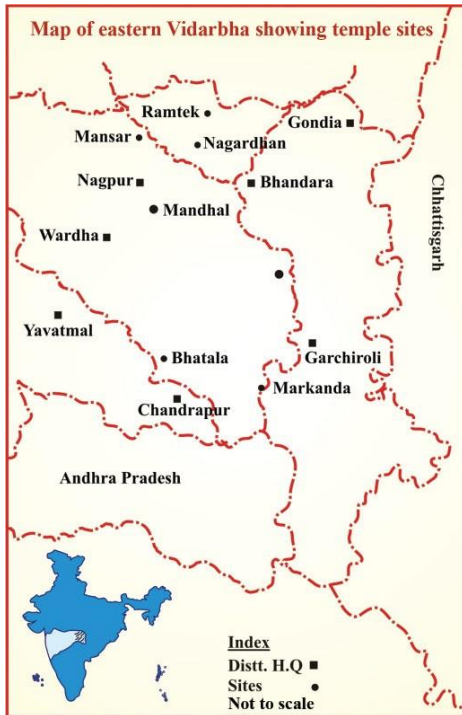 Map of eastern Vidarbha showing temple sites
Ramtek
Gondia
Mansar
Nagardhan
Nagpur
Bhandara
Chhattisgarh
Mandhal
Wardha
Yavatmal
Garchiroli
Bhatala
Markanda
Chandrapur
Andhra Pradesh
Index
Distt. H.Q
Sites
Not to scale